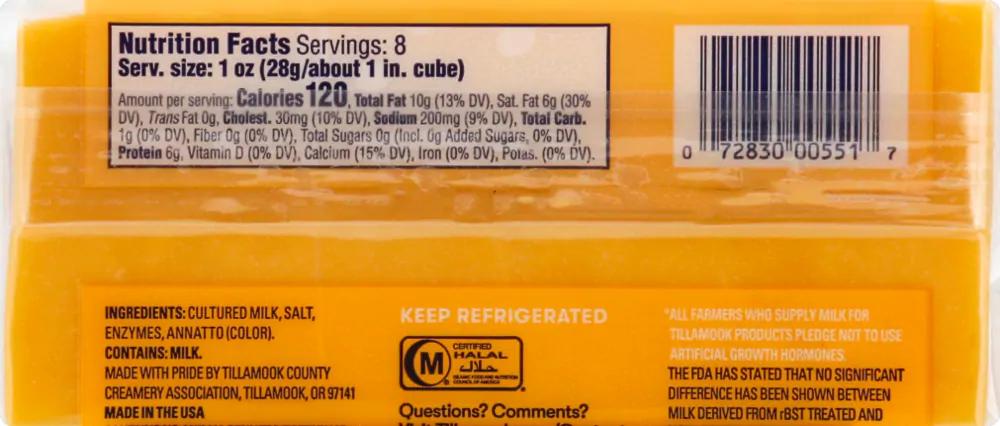 Nutrition Facts Servings: 8
Serv. size: 1 oz (28g/about 1 in. cube)
Amount per serving: Calories 120, Total Fat 10g (13% DV), Sat. Fat 6g (30%
DV), Trans Fat 0g, Cholest. 30mg (10% DV), Sodium 200mg (9% DV), Total Carb.
1g (0% DV), Fiber 0g (0% DV), Total Sugars 0g (Incl. 0g Added Sugars, 0% DV),
Protein 6g, Vitamin D (0% DV), Calcium (15% DV), Iron (0% DV), Potas. (0% DV).
0 72830 00551 7
INGREDIENTS: CULTURED MILK, SALT,
ENZYMES, ANNATTO (COLOR).
CONTAINS: MILK.
MADE WITH PRIDE BY TILLAMOOK COUNTY
CREAMERY ASSOCIATION, TILLAMOOK, OR 97141
MADE IN THE USA
KEEP REFRIGERATED
M
CERTIFIED
HALAL
حلال
ISLAMIC FOOD AND NUTRITION
COUNCIL OF AMERICA
®
Questions? Comments?
*ALL FARMERS WHO SUPPLY MILK FOR
TILLAMOOK PRODUCTS PLEDGE NOT TO USE
ARTIFICIAL GROWTH HORMONES.
THE FDA HAS STATED THAT NO SIGNIFICANT
DIFFERENCE HAS BEEN SHOWN BETWEEN
MILK DERIVED FROM rBST TREATED AND